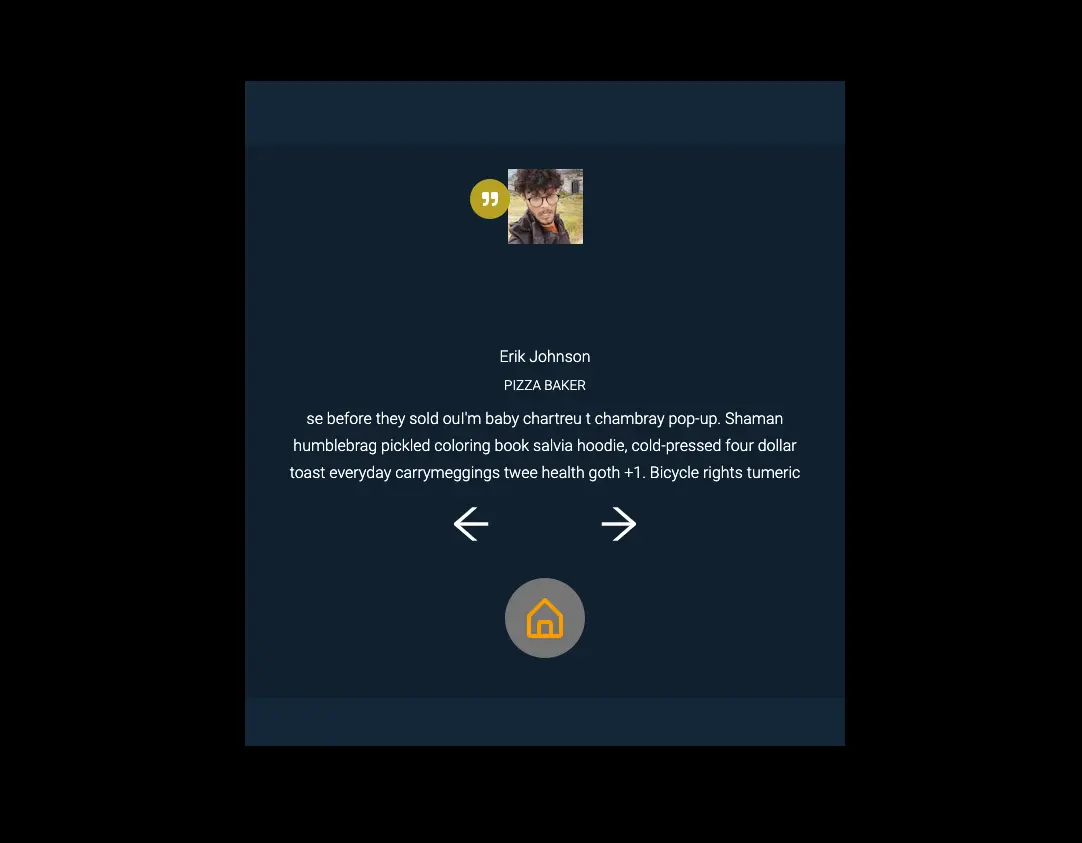 Erik Johnson
PIZZA BAKER
se before they sold ouI'm baby chartreu t chambray pop-up. Shaman
humblebrag pickled coloring book salvia hoodie, cold-pressed four dollar
toast everyday carrymeggings twee health goth +1. Bicycle rights tumeric